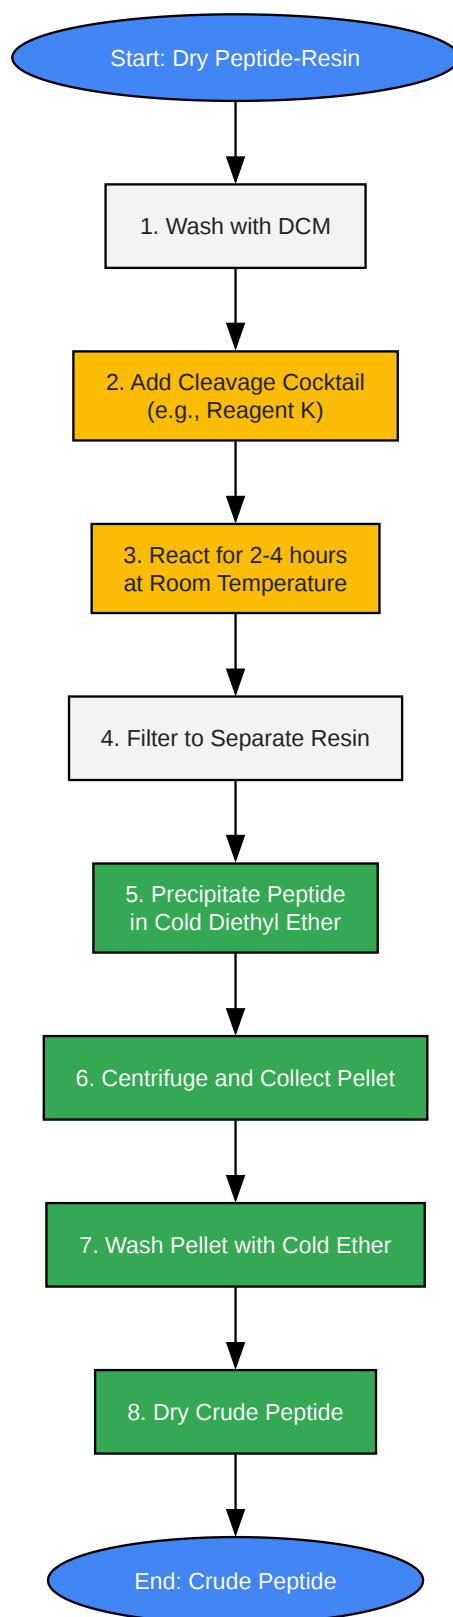 Start: Dry Peptide-Resin
1. Wash with DCM
2. Add Cleavage Cocktail
(e.g., Reagent K)
3. React for 2-4 hours
at Room Temperature
4. Filter to Separate Resin
5. Precipitate Peptide
in Cold Diethyl Ether
6. Centrifuge and Collect Pellet
7. Wash Pellet with Cold Ether
8. Dry Crude Peptide
End: Crude Peptide